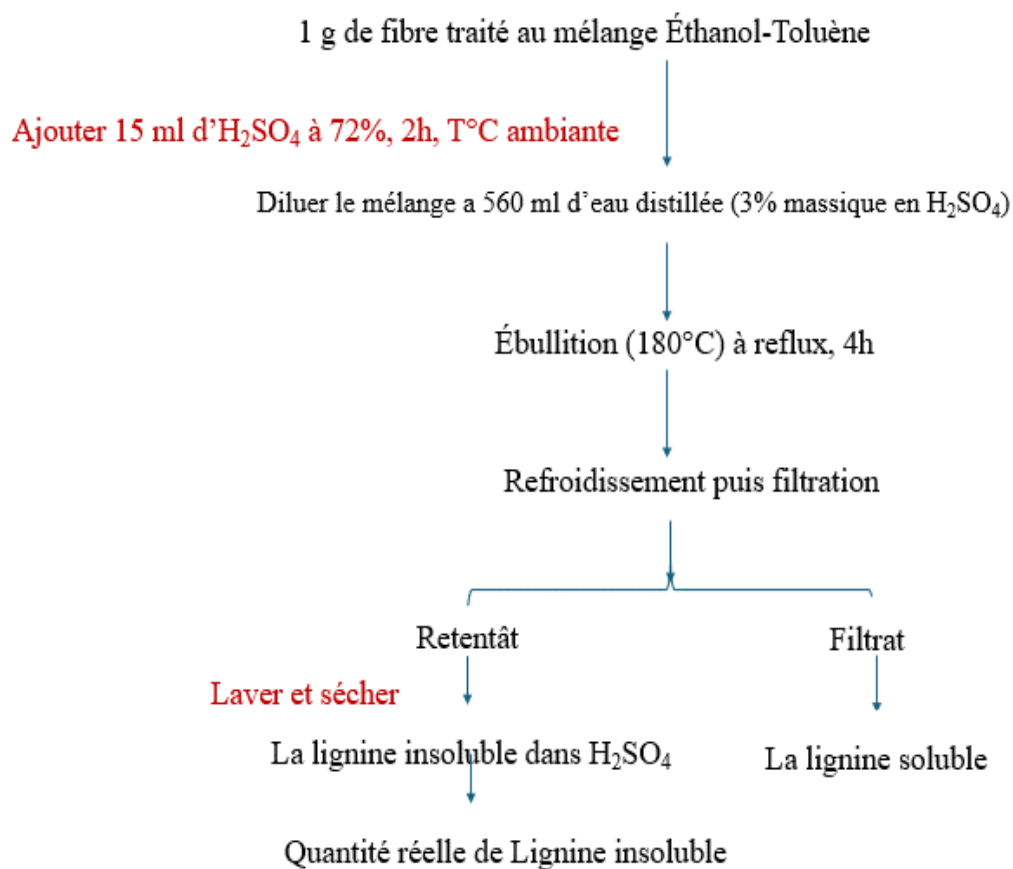 1 g de fibre traité au mélange Éthanol-Toluène
Ajouter 15 ml d’H₂SO₄ à 72%, 2h, T°C ambiante
Diluer le mélange a 560 ml d’eau distillée (3% massique en H₂SO₄)
Ébullition (180°C) à reflux, 4h
Refroidissement puis filtration
Retentât
Filtrat
Laver et sécher
La lignine insoluble dans H₂SO₄
La lignine soluble
Quantité réelle de Lignine insoluble